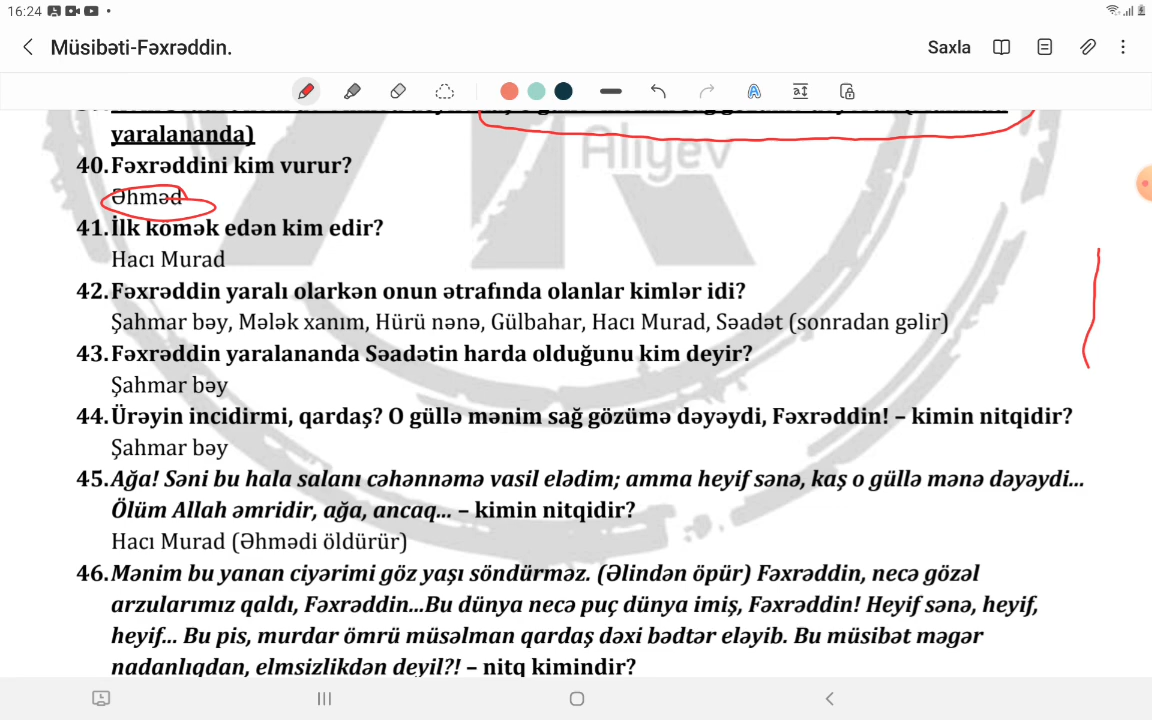 16:24
Müsibəti-Fəxrəddin.
Saxla
yaralananda)
Aliyev
40. Fəxrəddini kim vurur?
Əhməd
41. İlk kömək edən kim edir?
Hacı Murad
42. Fəxrəddin yaralı olarkən onun ətrafında olanlar kimlər idi?
Şahmar bəy, Mələk xanım, Hürü nənə, Gülbahar, Hacı Murad, Səadət (sonradan gəlir)
43. Fəxrəddin yaralananda Səadətin harda olduğunu kim deyir?
Şahmar bəy
44. Ürəyin incidirmi, qardaş? O güllə mənim sağ gözümə dəyəydi, Fəxrəddin! – kimin nitqidir?
Şahmar bəy
45. Ağa! Səni bu hala salanı cəhənnəmə vasil elədim; amma heyif sənə, kaş o güllə mənə dəyəydi...
Ölüm Allah əmridir, ağa, ancaq... – kimin nitqidir?
Hacı Murad (Əhmədi öldürür)
46. Mənim bu yanan ciyərimi göz yaşı söndürməz. (Əlindən öpür) Fəxrəddin, necə gözəl
arzularımız qaldı, Fəxrəddin...Bu dünya necə puç dünya imiş, Fəxrəddin! Heyif sənə, heyif,
heyif... Bu pis, murdar ömrü müsəlman qardaş dəxi bədtər eləyib. Bu müsibət məgər
nadanlıqdan, elmsizlikdən deyil?! – nitq kimindir?